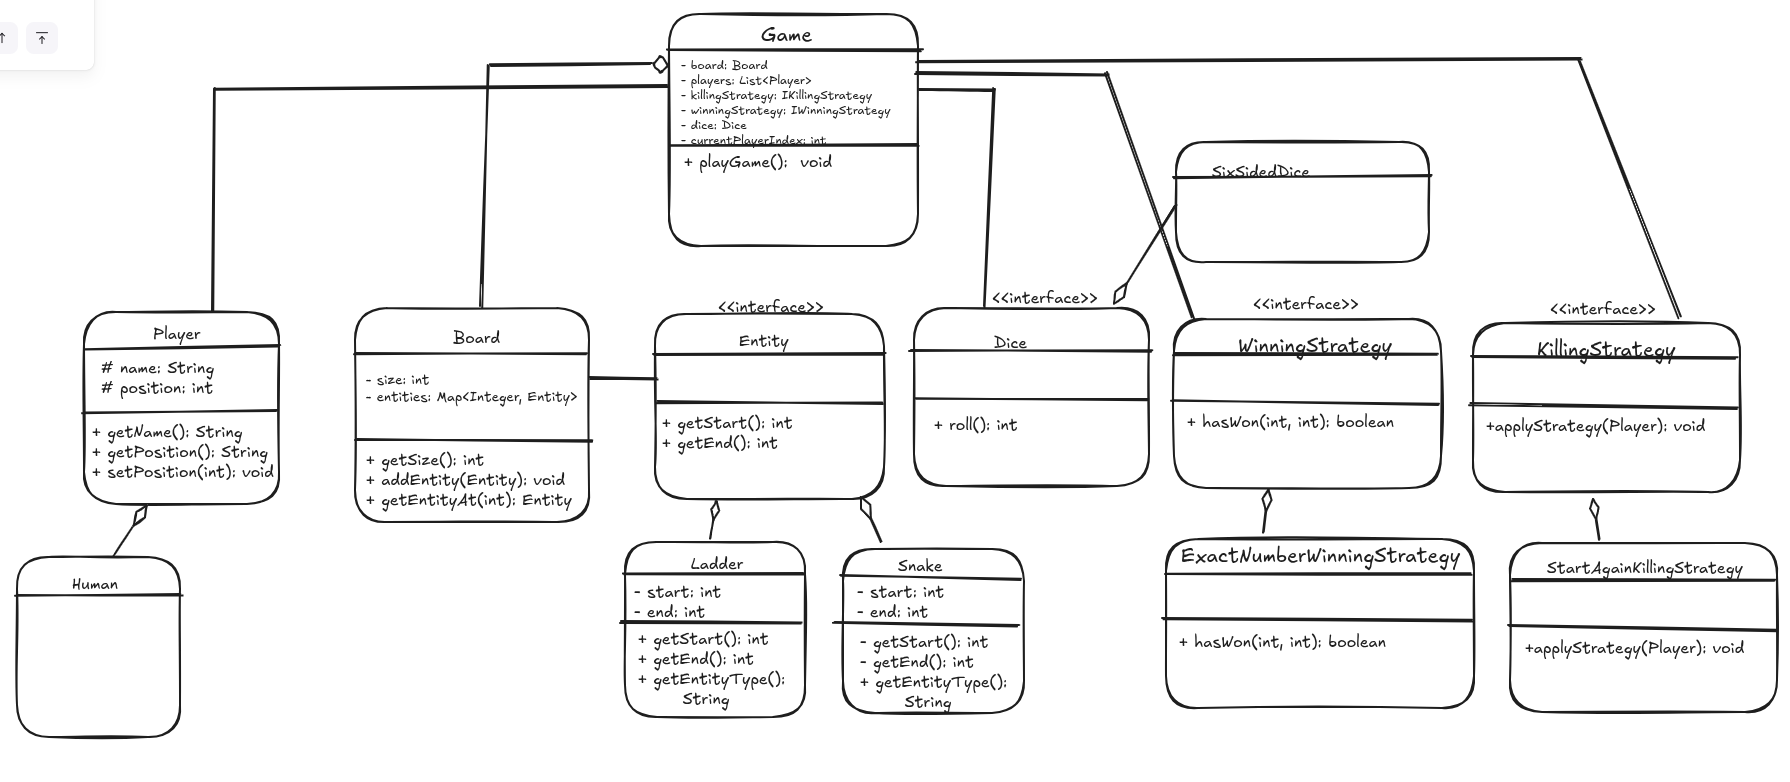 Game
- board: Board
- players: List<Player>
- killingStrategy: IKillingStrategy
- winningStrategy: IWinningStrategy
- dice: Dice
- currentPlayerIndex: int
+ playGame(): void
SixSidedDice
Player
# name: String
# position: int
+ getName(): String
+ getPosition(): String
+ setPosition(int): void
Board
- size: int
- entities: Map<Integer, Entity>
+ getSize(): int
+ addEntity(Entity): void
+ getEntityAt(int): Entity
<<interface>>
Entity
+ getStart(): int
+ getEnd(): int
<<interface>>
Dice
+ roll(): int
<<interface>>
WinningStrategy
+ hasWon(int, int): boolean
<<interface>>
KillingStrategy
+applyStrategy(Player): void
Human
Ladder
- start: int
- end: int
+ getStart(): int
+ getEnd(): int
+ getEntityType():
String
Snake
- start: int
- end: int
- getStart(): int
- getEnd(): int
+ getEntityType():
String
ExactNumberWinningStrategy
+ hasWon(int, int): boolean
StartAgainKillingStrategy
+applyStrategy(Player): void